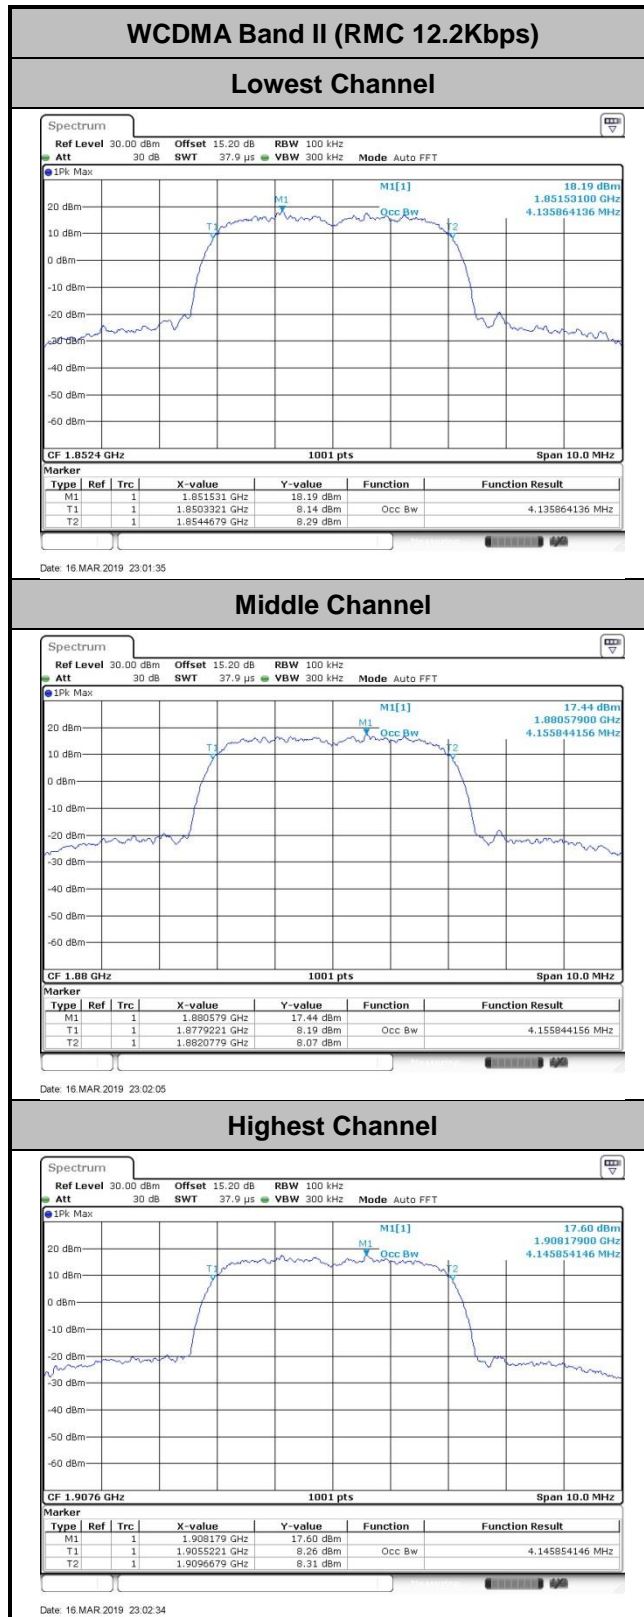 WCDMA Band II (RMC 12.2Kbps)
Lowest Channel
Spectrum
Ref Level 30.00 dBm Offset 15.20 dB RBW 100 kHz
Att 30 dB SWT 37.9 µs VBW 300 kHz Mode Auto FFT
1Pk Max
M1[1] 18.19 dBm
1.85153100 GHz
Occ Bw 4.135864136 MHz
M1
T1
T2
20 dBm
10 dBm
0 dBm
-10 dBm
-20 dBm
-30 dBm
-40 dBm
-50 dBm
-60 dBm
CF 1.8524 GHz 1001 pts Span 10.0 MHz
Marker
Type Ref Trc X-value Y-value Function Function Result
M1 1 1.851531 GHz 18.19 dBm
T1 1 1.8503321 GHz 8.14 dBm Occ Bw 4.135864136 MHz
T2 1 1.8544679 GHz 8.29 dBm
Date: 16.MAR.2019 23:01:35
Middle Channel
Spectrum
Ref Level 30.00 dBm Offset 15.20 dB RBW 100 kHz
Att 30 dB SWT 37.9 µs VBW 300 kHz Mode Auto FFT
1Pk Max
M1[1] 17.44 dBm
1.88057900 GHz
Occ Bw 4.155844156 MHz
M1
T1
T2
20 dBm
10 dBm
0 dBm
-10 dBm
-20 dBm
-30 dBm
-40 dBm
-50 dBm
-60 dBm
CF 1.88 GHz 1001 pts Span 10.0 MHz
Marker
Type Ref Trc X-value Y-value Function Function Result
M1 1 1.880579 GHz 17.44 dBm
T1 1 1.8779221 GHz 8.19 dBm Occ Bw 4.155844156 MHz
T2 1 1.8820779 GHz 8.07 dBm
Date: 16.MAR.2019 23:02:05
Highest Channel
Spectrum
Ref Level 30.00 dBm Offset 15.20 dB RBW 100 kHz
Att 30 dB SWT 37.9 µs VBW 300 kHz Mode Auto FFT
1Pk Max
M1[1] 17.60 dBm
1.90817900 GHz
Occ Bw 4.145854146 MHz
M1
T1
T2
20 dBm
10 dBm
0 dBm
-10 dBm
-20 dBm
-30 dBm
-40 dBm
-50 dBm
-60 dBm
CF 1.9076 GHz 1001 pts Span 10.0 MHz
Marker
Type Ref Trc X-value Y-value Function Function Result
M1 1 1.908179 GHz 17.60 dBm
T1 1 1.9055221 GHz 8.26 dBm Occ Bw 4.145854146 MHz
T2 1 1.9096679 GHz 8.31 dBm
Date: 16.MAR.2019 23:02:34